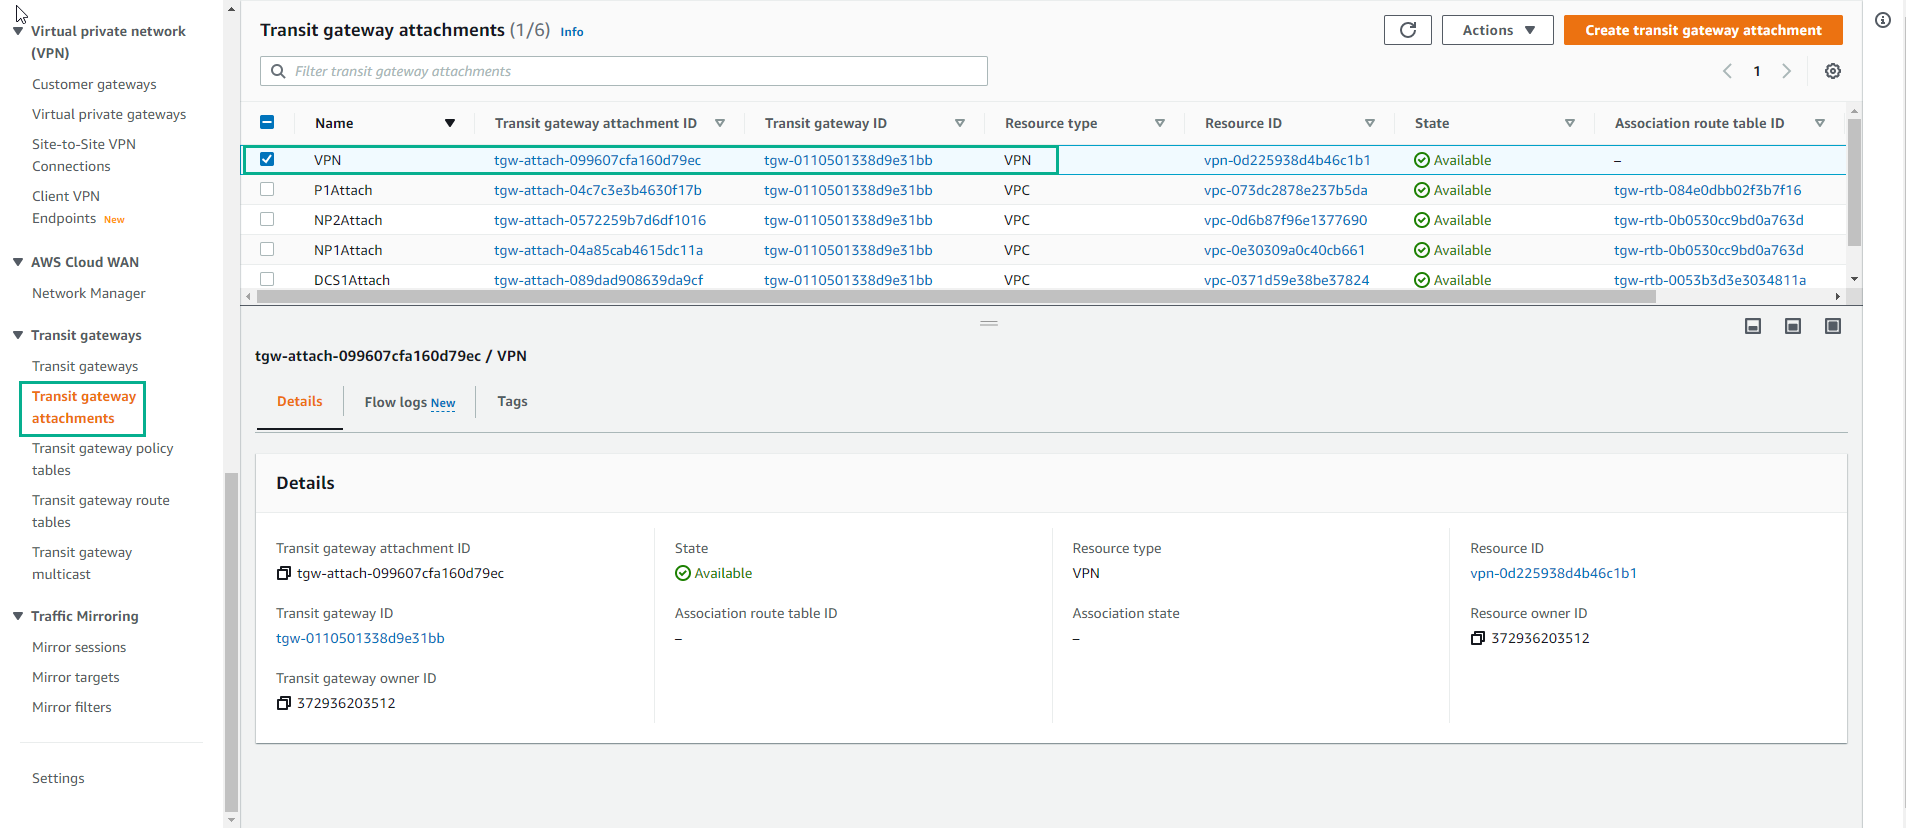 Virtual private network
(VPN)
Customer gateways
Virtual private gateways
Site-to-Site VPN
Connections
Client VPN
Endpoints New
AWS Cloud WAN
Network Manager
Transit gateways
Transit gateways
Transit gateway
attachments
Transit gateway policy
tables
Transit gateway route
tables
Transit gateway
multicast
Traffic Mirroring
Mirror sessions
Mirror targets
Mirror filters
Settings
Transit gateway attachments (1/6) Info
Actions
Create transit gateway attachment
Filter transit gateway attachments
1
Name Transit gateway attachment ID Transit gateway ID Resource type Resource ID State Association route table ID
VPN tgw-attach-099607cfa160d79ec tgw-0110501338d9e31bb VPN vpn-0d225938d4b46c1b1 Available –
P1Attach tgw-attach-04c7c3e3b4630f17b tgw-0110501338d9e31bb VPC vpc-073dc2878e237b5da Available tgw-rtb-084e0dbb02f3b7f16
NP2Attach tgw-attach-0572259b7d6df1016 tgw-0110501338d9e31bb VPC vpc-0d6b87f96e1377690 Available tgw-rtb-0b0530cc9bd0a763d
NP1Attach tgw-attach-04a85cab4615dc11a tgw-0110501338d9e31bb VPC vpc-0e30309a0c40cb661 Available tgw-rtb-0b0530cc9bd0a763d
DCS1Attach tgw-attach-089dad908639da9cf tgw-0110501338d9e31bb VPC vpc-0371d59e38be37824 Available tgw-rtb-0053b3d3e3034811a
tgw-attach-099607cfa160d79ec / VPN
Details Flow logs New Tags
Details
Transit gateway attachment ID
tgw-attach-099607cfa160d79ec
Transit gateway ID
tgw-0110501338d9e31bb
Transit gateway owner ID
372936203512
State
Available
Association route table ID
–
Resource type
VPN
Association state
–
Resource ID
vpn-0d225938d4b46c1b1
Resource owner ID
372936203512